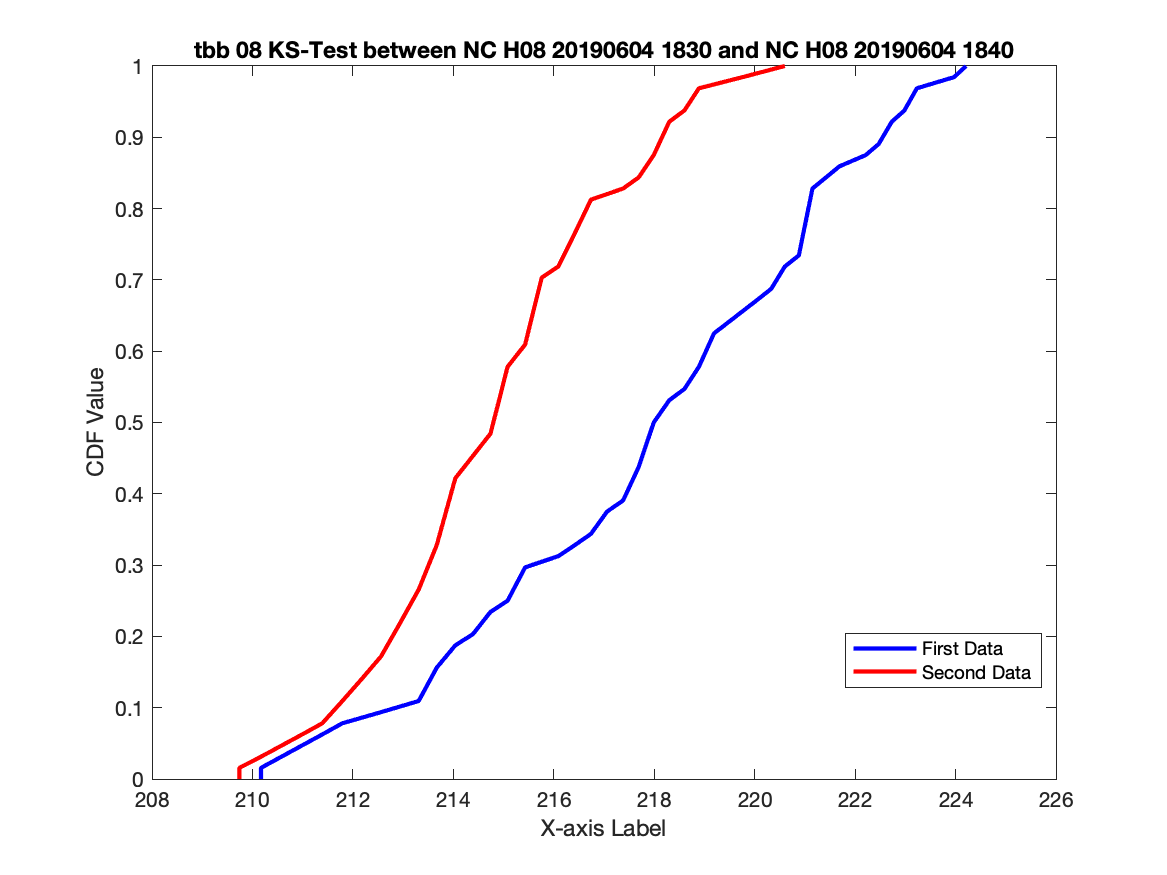 tbb 08 KS-Test between NC H08 20190604 1830 and NC H08 20190604 1840
1
0.9
0.8
0.7
0.6
0.5
0.4
0.3
0.2
0.1
0
CDF Value
First Data
Second Data
208 210 212 214 216 218 220 222 224 226
X-axis Label